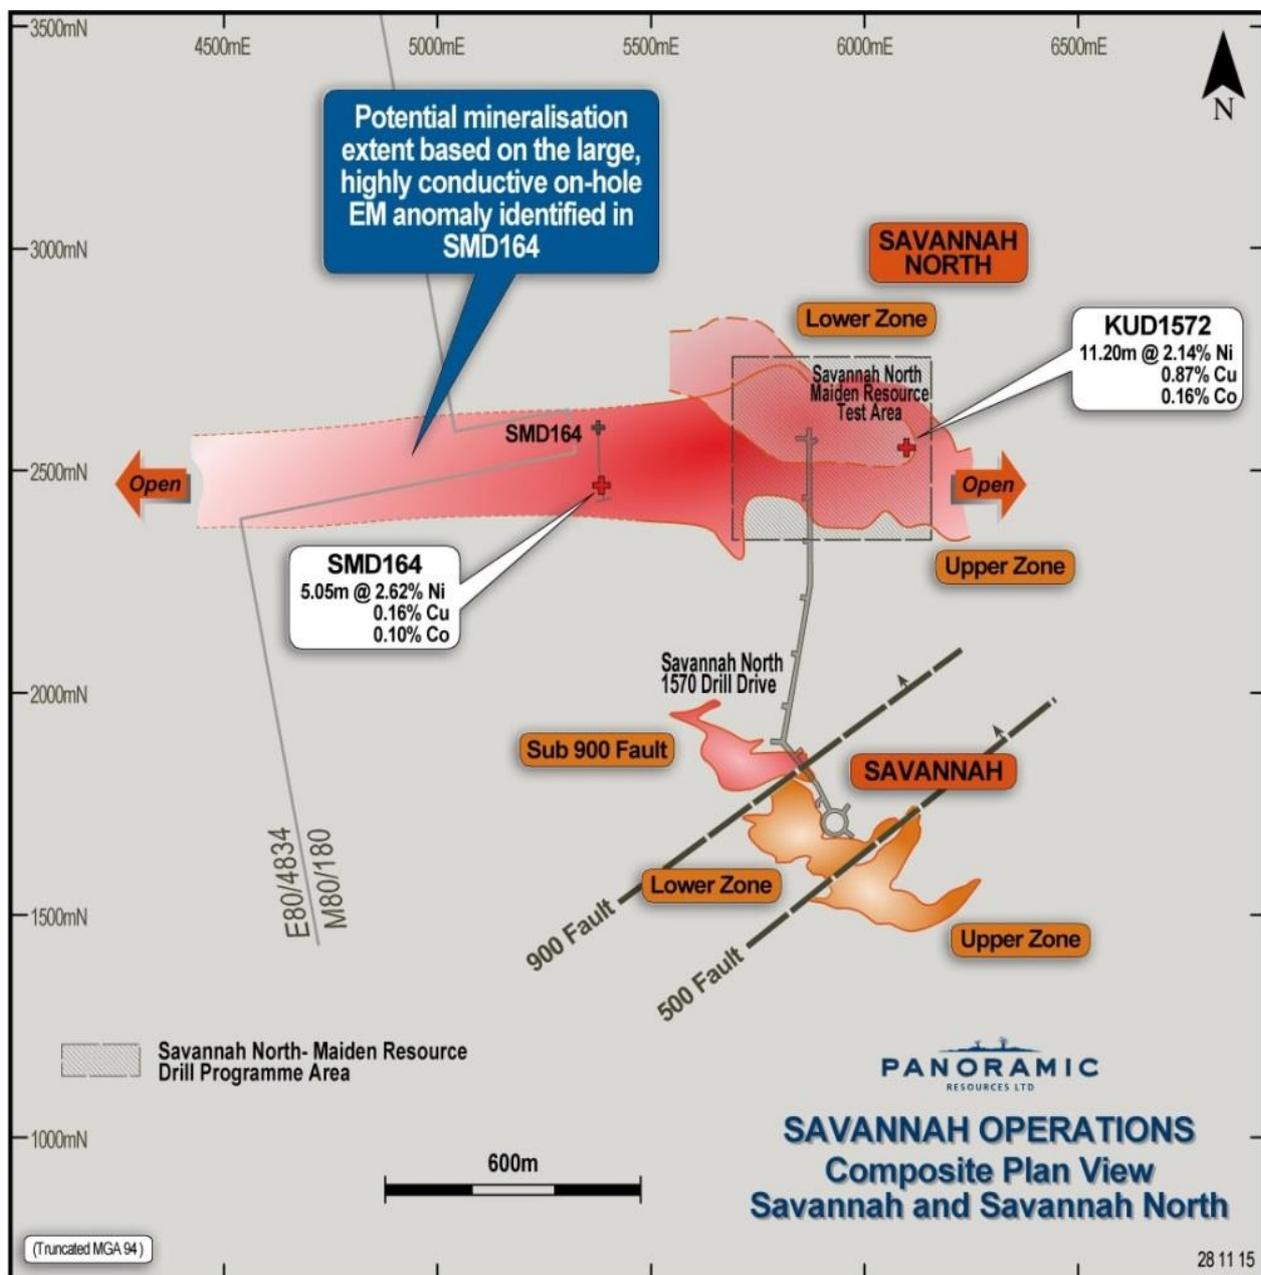 3500mN
4500mE
5000mE
5500mE
6000mE
6500mE
N
Potential mineralisation
extent based on the large,
highly conductive on-hole
EM anomaly identified in
SMD164
3000mN
SAVANNAH
NORTH
Lower Zone
KUD1572
11.20m @ 2.14% Ni
0.87% Cu
0.16% Co
Savannah North
Maiden Resource
Test Area
SMD164
2500mN
Open
Open
SMD164
5.05m @ 2.62% Ni
0.16% Cu
0.10% Co
Upper Zone
2000mN
Savannah North
1570 Drill Drive
Sub 900 Fault
SAVANNAH
E80/4834
M80/180
Lower Zone
1500mN
900 Fault
Upper Zone
500 Fault
Savannah North- Maiden Resource
Drill Programme Area
PANORAMIC
RESOURCES LTD
1000mN
SAVANNAH OPERATIONS
Composite Plan View
Savannah and Savannah North
600m
(Truncated MGA 94 )
28 11 15